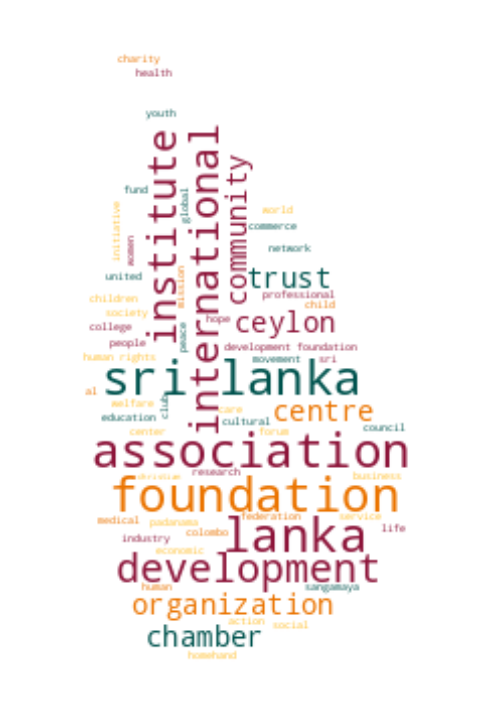 charity
health
youth
institute
international
community
fund
global
initiative
women
world
commerce
network
united
mission
trust
children
professional
child
society
hope
ceylon
college
peace
people
development foundation
human rights
movement
sri
sri lanka
al
welfare
club
care
centre
education
cultural
council
center
forum
association
research
business
foundation
medical
padanama
federation
service
colombo
life
industry
lanka
economic
development
human
sangamaya
organization
action
social
chamber
homehand